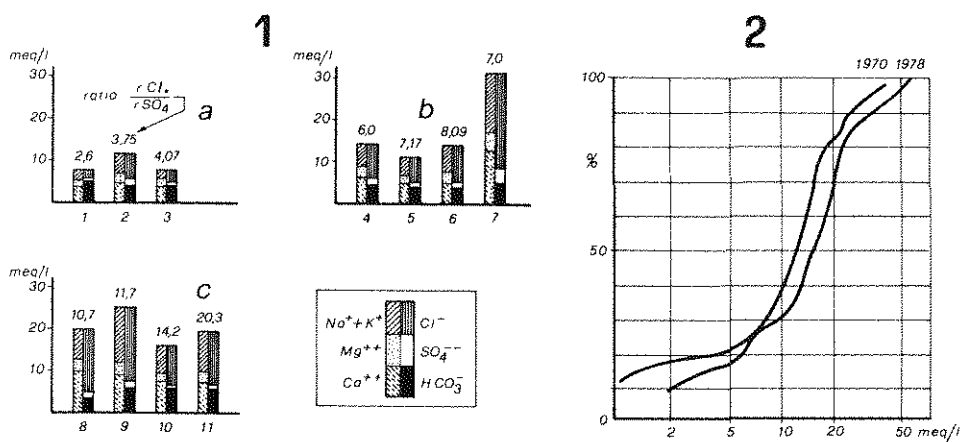 1
meq/l
30
20
10
ratio rCl- / rSO4
a
2,6
3,75
4,07
1 2 3
meq/l
30
20
10
b
6,0
7,17
8,09
7,0
4 5 6 7
meq/l
30
20
10
c
10,7
11,7
14,2
20,3
8 9 10 11
Na⁺+K⁺ Cl⁻
Mg⁺⁺ SO₄⁻⁻
Ca⁺⁺ HCO₃⁻
2
1970 1978
100
%
50
0
2 5 10 20 50 meq/l